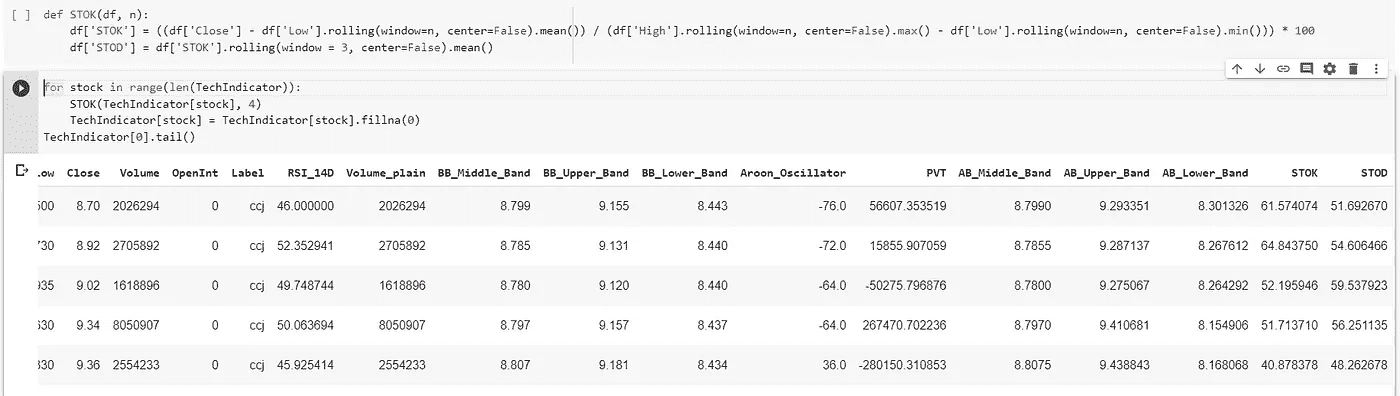 [ ] def STOK(df, n):
df['STOK'] = ((df['Close'] - df['Low'].rolling(window=n, center=False).mean()) / (df['High'].rolling(window=n, center=False).max() - df['Low'].rolling(window=n, center=False).min())) * 100
df['STOD'] = df['STOK'].rolling(window = 3, center=False).mean()
for stock in range(len(TechIndicator)):
STOK(TechIndicator[stock], 4)
TechIndicator[stock] = TechIndicator[stock].fillna(0)
TechIndicator[0].tail()
.ow Close Volume OpenInt Label RSI_14D Volume_plain BB_Middle_Band BB_Upper_Band BB_Lower_Band Aroon_Oscillator PVT AB_Middle_Band AB_Upper_Band AB_Lower_Band STOK STOD
500 8.70 2026294 0 ccj 46.000000 2026294 8.799 9.155 8.443 -76.0 56607.353519 8.7990 9.293351 8.301326 61.574074 51.692670
730 8.92 2705892 0 ccj 52.352941 2705892 8.785 9.131 8.440 -72.0 15855.907059 8.7855 9.287137 8.267612 64.843750 54.606466
935 9.02 1618896 0 ccj 49.748744 1618896 8.780 9.120 8.440 -64.0 -50275.796876 8.7800 9.275067 8.264292 52.195946 59.537923
630 9.34 8050907 0 ccj 50.063694 8050907 8.797 9.157 8.437 -64.0 267470.702236 8.7970 9.410681 8.154906 51.713710 56.251135
330 9.36 2554233 0 ccj 45.925414 2554233 8.807 9.181 8.434 36.0 -280150.310853 8.8075 9.438843 8.168068 40.878378 48.262678